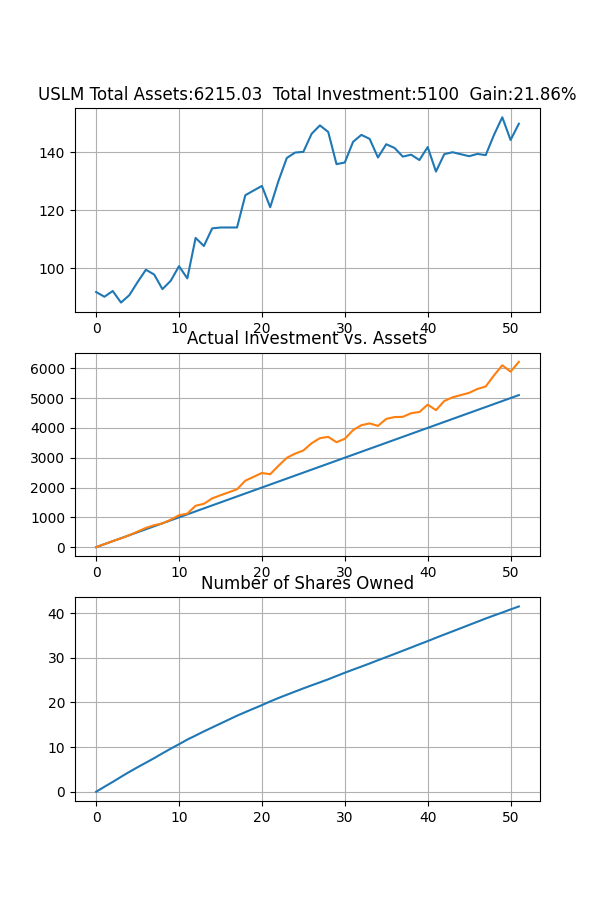 USLM Total Assets:6215.03  Total Investment:5100  Gain:21.86%
140
120
100
0 10 20 30 40 50
Actual Investment vs. Assets
6000
5000
4000
3000
2000
1000
0
0 10 20 30 40 50
Number of Shares Owned
40
30
20
10
0
0 10 20 30 40 50